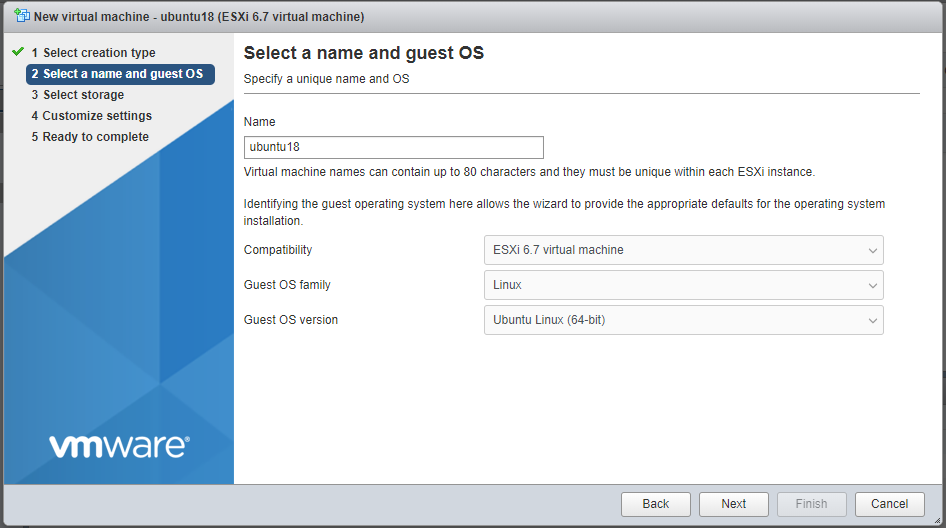 New virtual machine - ubuntu18 (ESXi 6.7 virtual machine)
1 Select creation type
2 Select a name and guest OS
3 Select storage
4 Customize settings
5 Ready to complete
vmware®
Select a name and guest OS
Specify a unique name and OS
Name
ubuntu18
Virtual machine names can contain up to 80 characters and they must be unique within each ESXi instance.
Identifying the guest operating system here allows the wizard to provide the appropriate defaults for the operating system
installation.
Compatibility ESXi 6.7 virtual machine
Guest OS family Linux
Guest OS version Ubuntu Linux (64-bit)
Back Next Finish Cancel